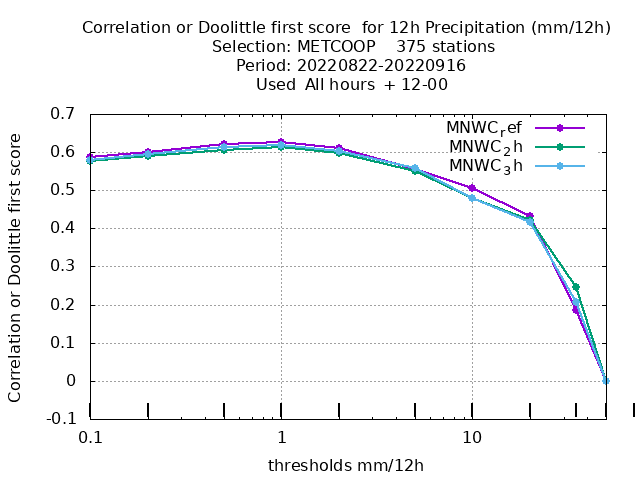 Correlation or Doolittle first score  for 12h Precipitation (mm/12h)
Selection: METCOOP    375 stations
Period: 20220822-20220916
Used  All hours  + 12-00
0.7
0.6
0.5
0.4
0.3
0.2
0.1
0
-0.1
Correlation or Doolittle first score
MNWC_ref
MNWC_2h
MNWC_3h
0.1 1 10
thresholds mm/12h